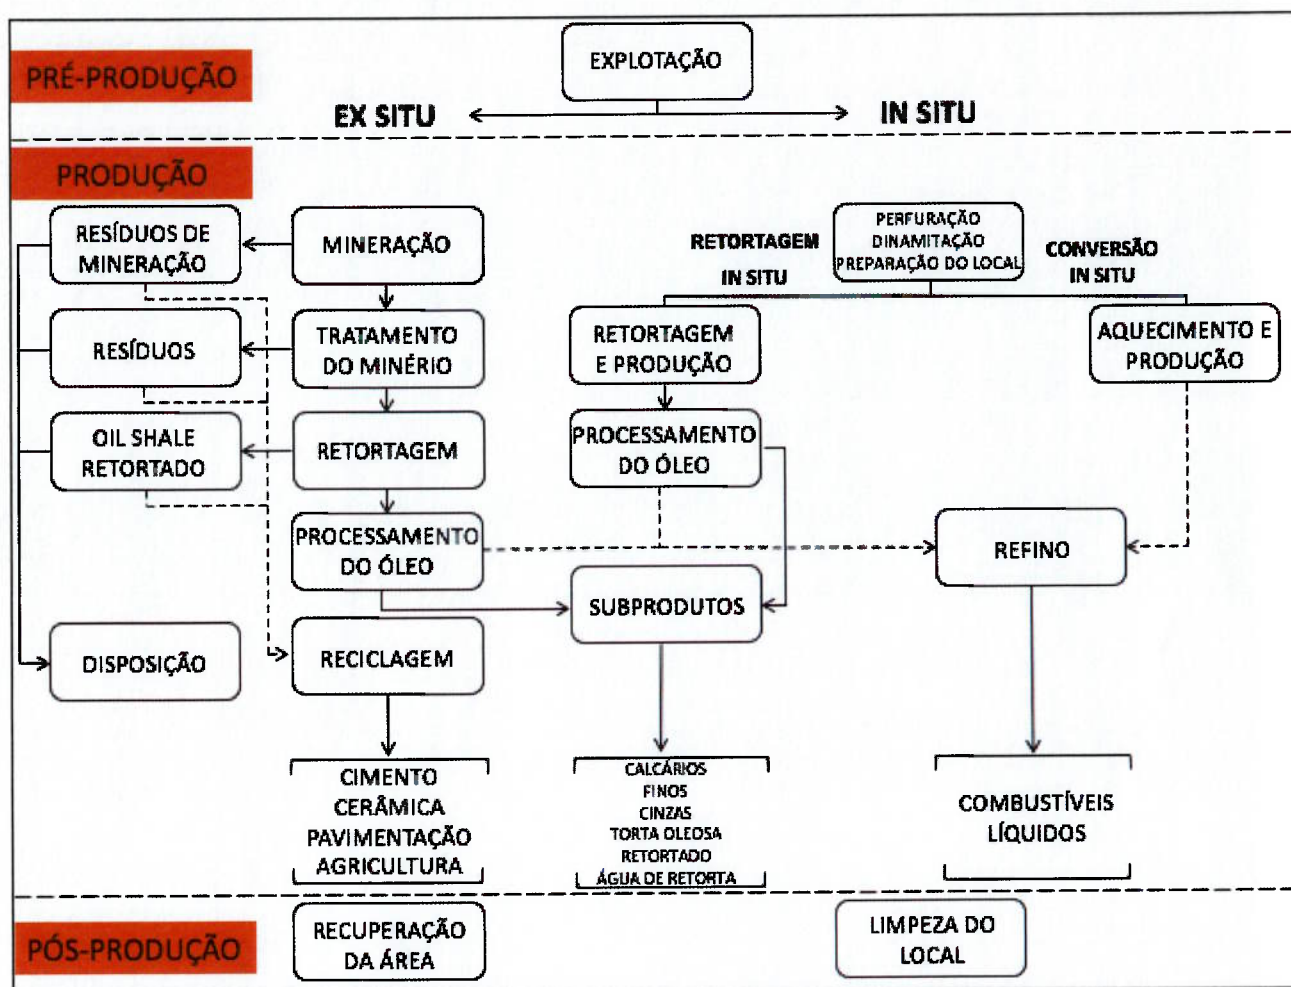 PRÉ-PRODUÇÃO
EXPLOTAÇÃO
EX SITU
IN SITU
PRODUÇÃO
RESÍDUOS DE
MINERAÇÃO
MINERAÇÃO
RETORTAGEM
IN SITU
PERFURAÇÃO
DINAMITAÇÃO
PREPARAÇÃO DO LOCAL
CONVERSÃO
IN SITU
RESÍDUOS
TRATAMENTO
DO MINÉRIO
RETORTAGEM
E PRODUÇÃO
AQUECIMENTO E
PRODUÇÃO
OIL SHALE
RETORTADO
RETORTAGEM
PROCESSAMENTO
DO ÓLEO
PROCESSAMENTO
DO ÓLEO
REFINO
SUBPRODUTOS
DISPOSIÇÃO
RECICLAGEM
CIMENTO
CERÂMICA
PAVIMENTAÇÃO
AGRICULTURA
CALCÁRIOS
FINOS
CINZAS
TORTA OLEOSA
RETORTADO
ÁGUA DE RETORTA
COMBUSTÍVEIS
LÍQUIDOS
PÓS-PRODUÇÃO
RECUPERAÇÃO
DA ÁREA
LIMPEZA DO
LOCAL